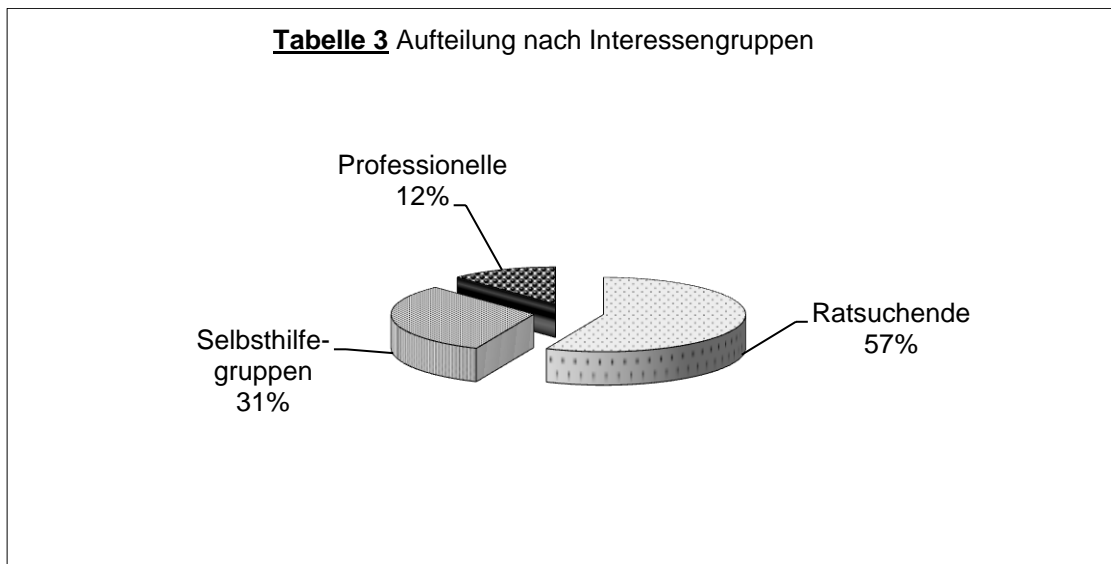 Tabelle 3 Aufteilung nach Interessengruppen
Professionelle
12%
Ratsuchende
57%
Selbsthilfe-
gruppen
31%